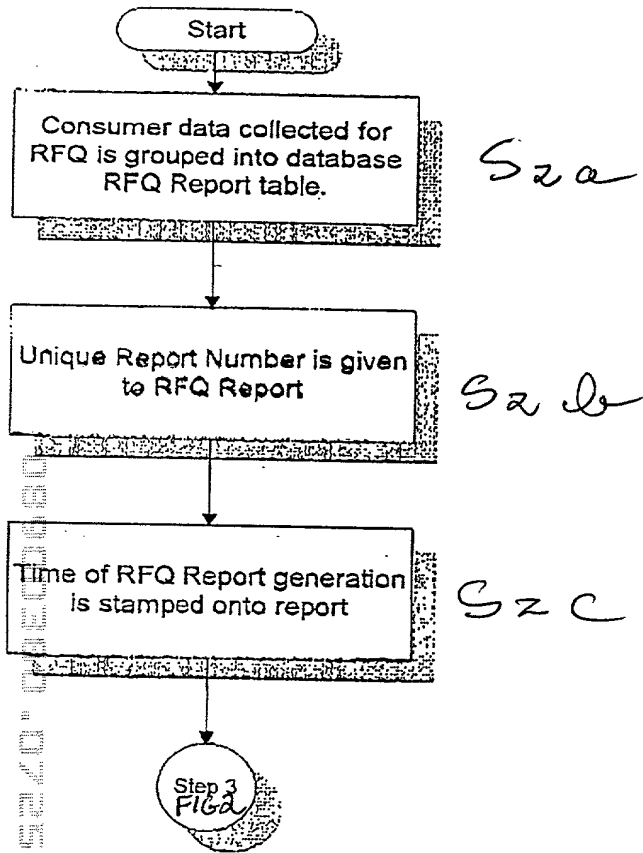 Start
Consumer data collected for
RFQ is grouped into database
RFQ Report table.
S2a
Unique Report Number is given
to RFQ Report
S2b
Time of RFQ Report generation
is stamped onto report
S2c
Step 3
FIG2